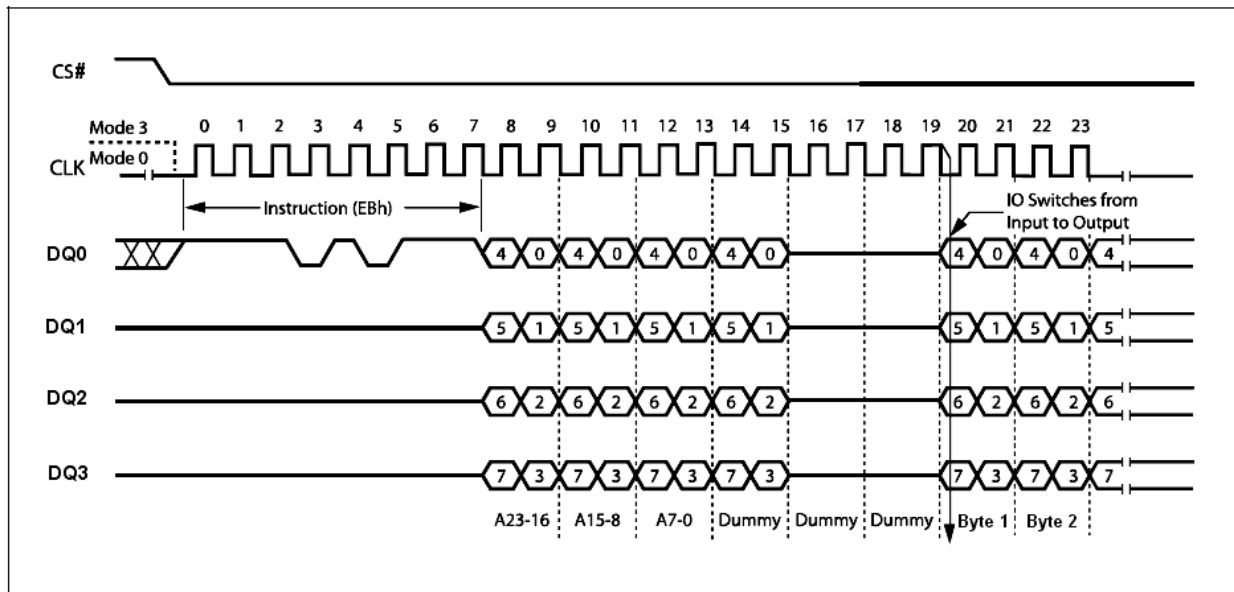 CS#
Mode 3
0 1 2 3 4 5 6 7 8 9 10 11 12 13 14 15 16 17 18 19 20 21 22 23
CLK
Mode 0
Instruction (EBh)
IO Switches from
Input to Output
DQ0
4 0 4 0 4 0 4 0 4 0 4 0 4
DQ1
5 1 5 1 5 1 5 1 5 1 5 1 5
DQ2
6 2 6 2 6 2 6 2 6 2 6 2 6
DQ3
7 3 7 3 7 3 7 3 7 3 7 3 7
A23-16 A15-8 A7-0 Dummy Dummy Dummy Byte 1 Byte 2